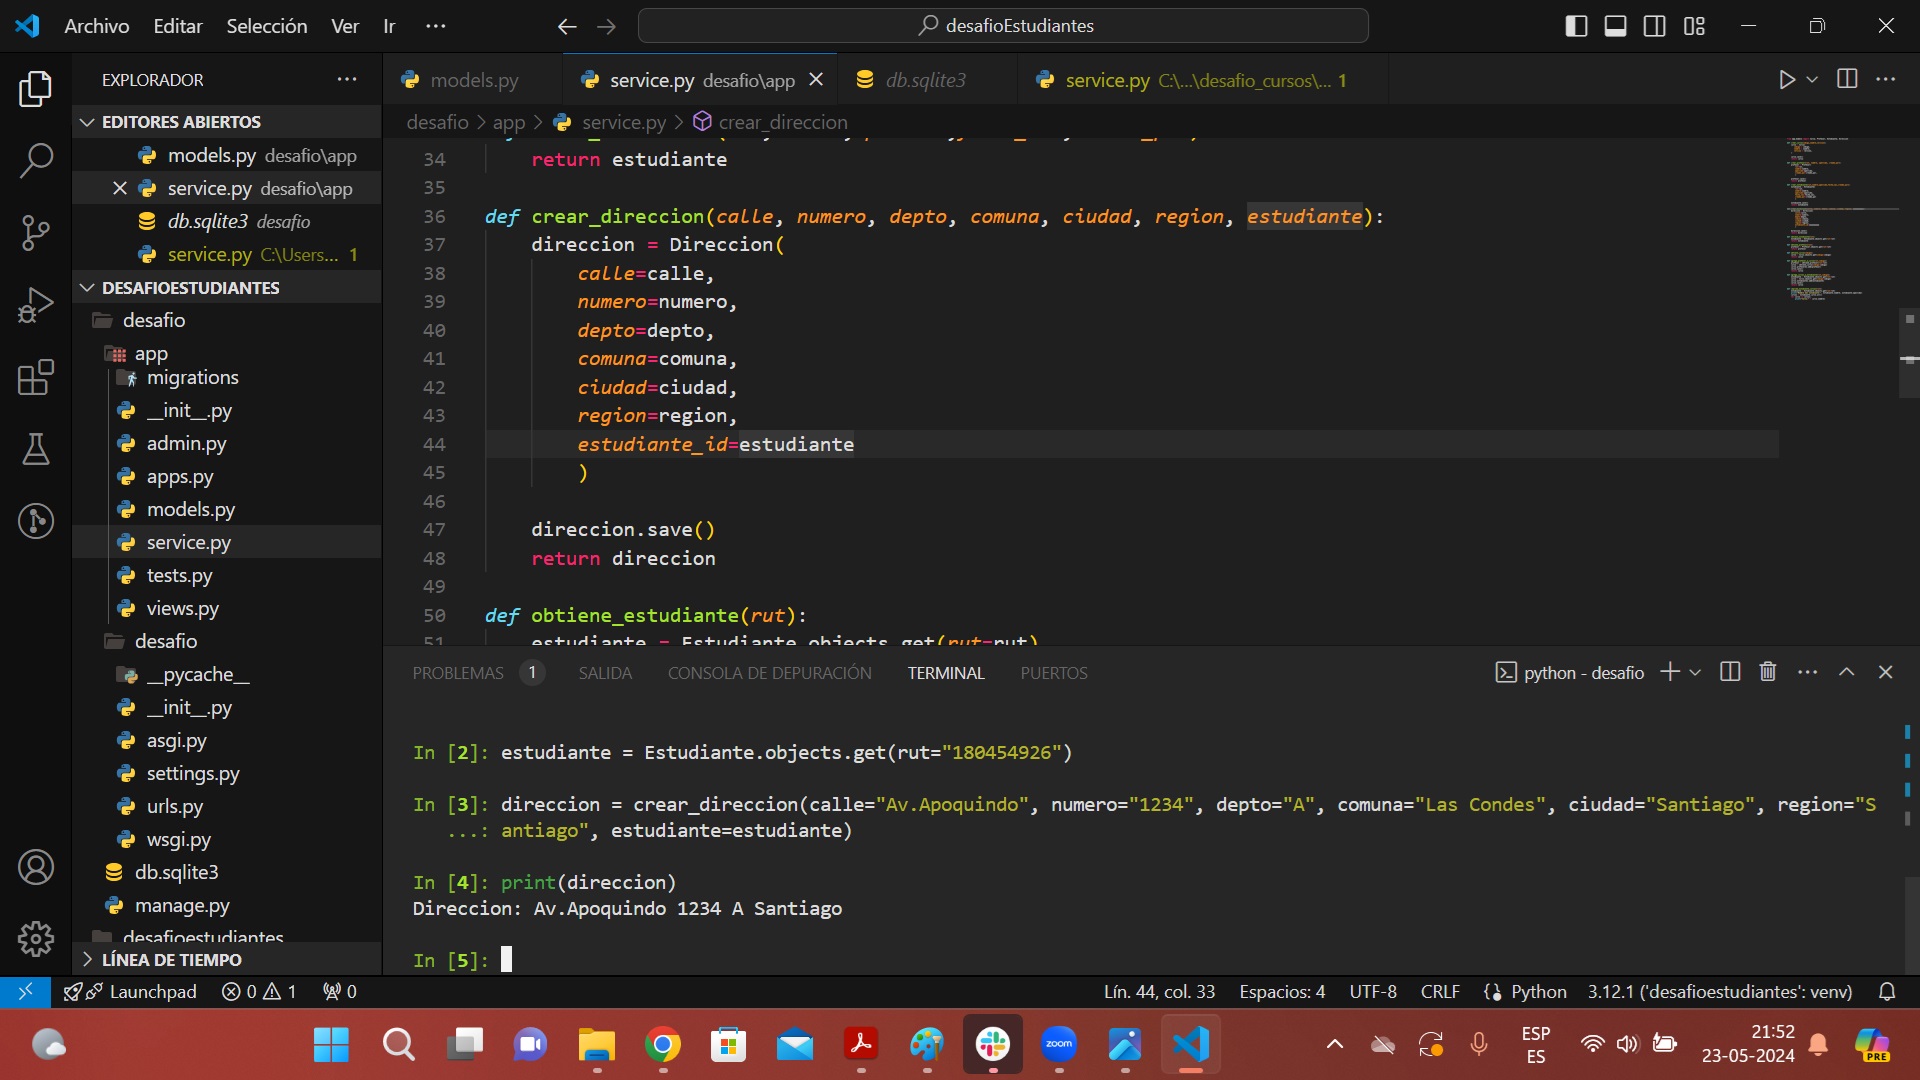 Archivo Editar Selección Ver Ir ··· desafioEstudiantes
EXPLORADOR ···
EDITORES ABIERTOS
models.py desafio\app
service.py desafio\app
db.sqlite3 desafio
service.py C:\Users... 1
DESAFIOESTUDIANTES
desafio
app
migrations
__init__.py
admin.py
apps.py
models.py
service.py
tests.py
views.py
desafio
__pycache__
__init__.py
asgi.py
settings.py
urls.py
wsgi.py
db.sqlite3
manage.py
desafioestudiantes
LÍNEA DE TIEMPO
models.py service.py desafio\app db.sqlite3 service.py C:\...\desafio_cursos\... 1
desafio > app > service.py > crear_direccion
34 return estudiante
35
36 def crear_direccion(calle, numero, depto, comuna, ciudad, region, estudiante):
37 direccion = Direccion(
38 calle=calle,
39 numero=numero,
40 depto=depto,
41 comuna=comuna,
42 ciudad=ciudad,
43 region=region,
44 estudiante_id=estudiante
45 )
46
47 direccion.save()
48 return direccion
49
50 def obtiene_estudiante(rut):
51 estudiante = Estudiante.objects.get(rut=rut)
PROBLEMAS 1 SALIDA CONSOLA DE DEPURACIÓN TERMINAL PUERTOS python - desafio
In [2]: estudiante = Estudiante.objects.get(rut="180454926")
In [3]: direccion = crear_direccion(calle="Av.Apoquindo", numero="1234", depto="A", comuna="Las Condes", ciudad="Santiago", region="S
...: antiago", estudiante=estudiante)
In [4]: print(direccion)
Direccion: Av.Apoquindo 1234 A Santiago
In [5]:
Launchpad 0 1 0 Lín. 44, col. 33 Espacios: 4 UTF-8 CRLF Python 3.12.1 ('desafioestudiantes': venv)
zoom
ESP
ES
21:52
23-05-2024
PRE